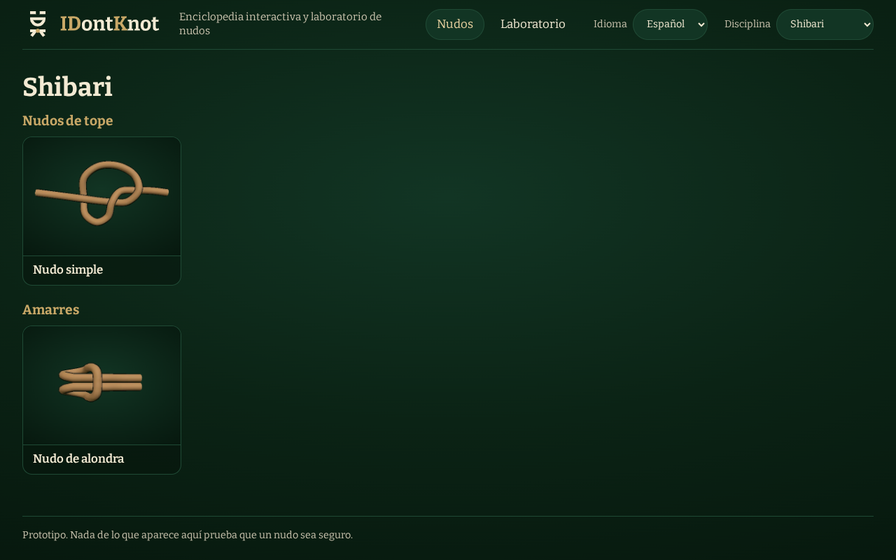 IDontKnot
Enciclopedia interactiva y laboratorio de
nudos
Nudos
Laboratorio
Idioma
Español
Disciplina
Shibari
Shibari
Nudos de tope
Nudo simple
Amarres
Nudo de alondra
Prototipo. Nada de lo que aparece aquí prueba que un nudo sea seguro.